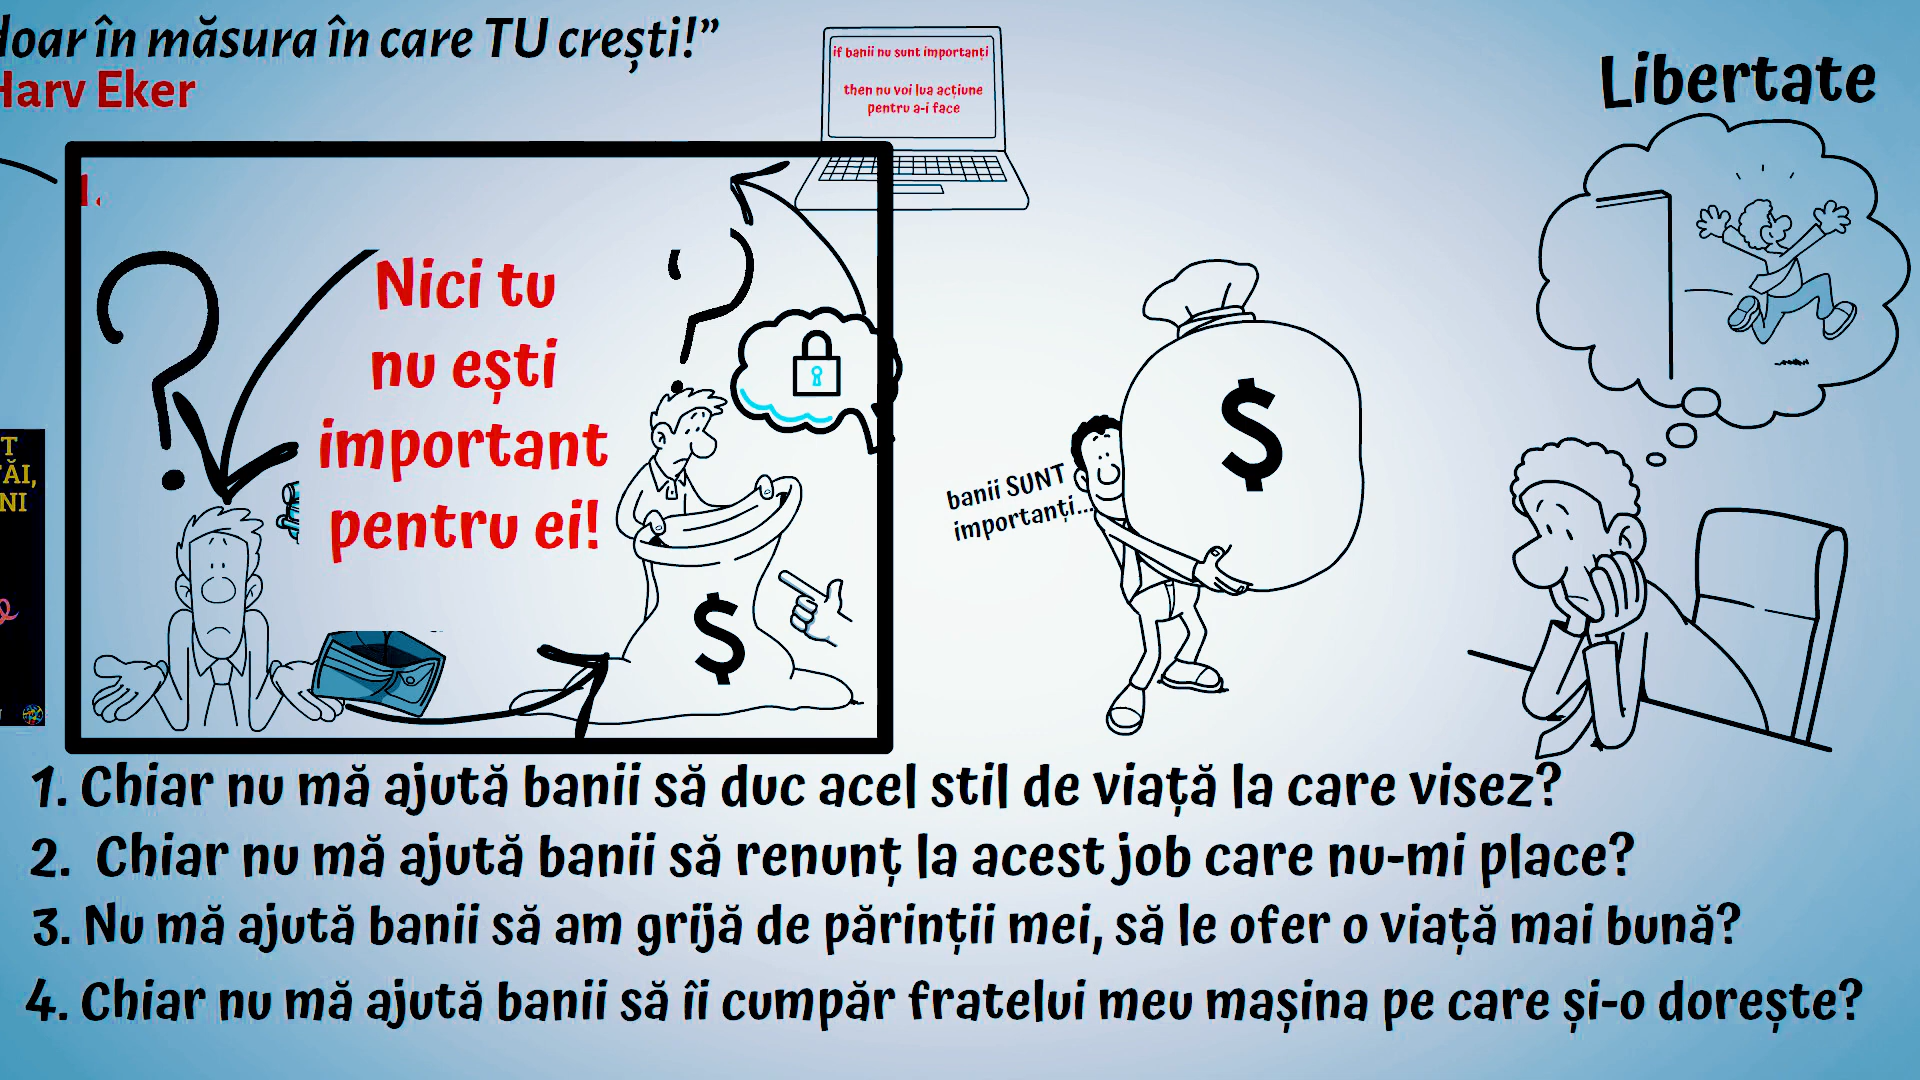 doar în măsura în care TU crești!”
Harv Eker
if banii nu sunt importanți
then nu voi lua acțiune
pentru a-i face
Libertate
1.
Nici tu
nu ești
important
pentru ei!
$
banii SUNT
importanți...
$
T
ĂI,
NI
1. Chiar nu mă ajută banii să duc acel stil de viață la care visez?
2. Chiar nu mă ajută banii să renunț la acest job care nu-mi place?
3. Nu mă ajută banii să am grijă de părinții mei, să le ofer o viață mai bună?
4. Chiar nu mă ajută banii să îi cumpăr fratelui meu mașina pe care și-o dorește?